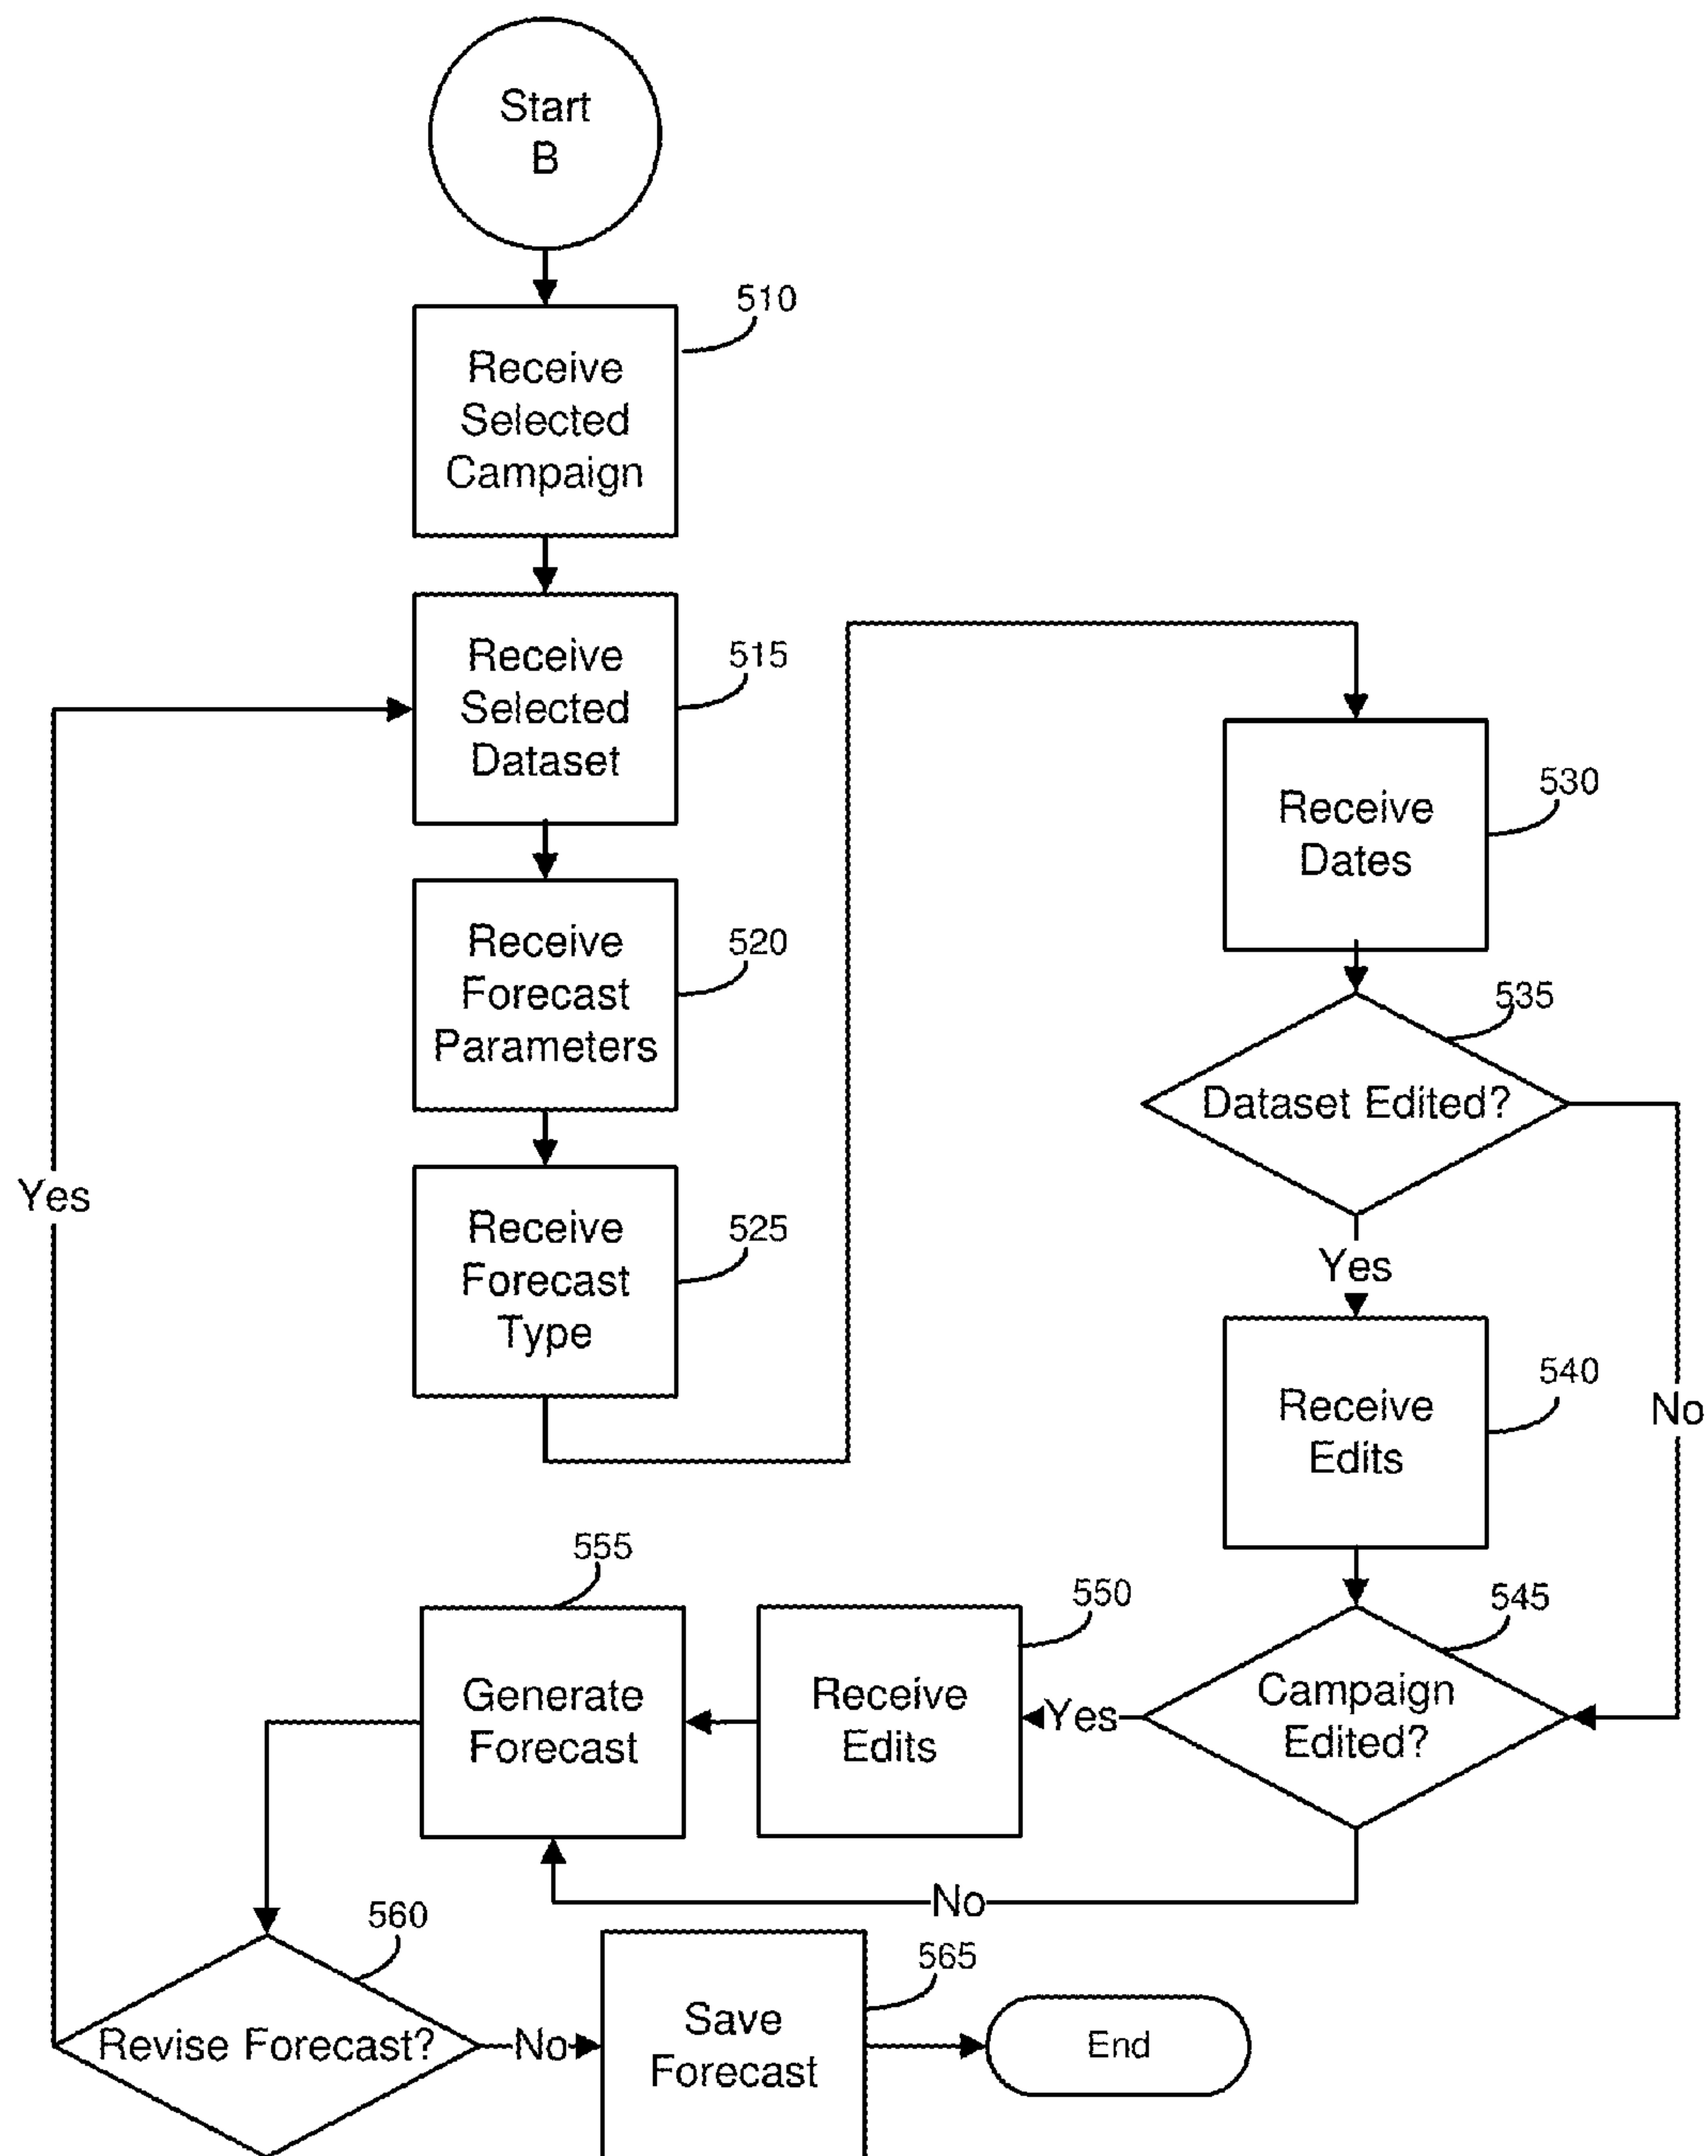 Start
B
510
Receive
Selected
Campaign
515
Receive
Selected
Dataset
520
Receive
Forecast
Parameters
525
Receive
Forecast
Type
530
Receive
Dates
535
Dataset Edited?
Yes
No
540
Receive
Edits
545
Campaign
Edited?
Yes
No
550
Receive
Edits
555
Generate
Forecast
560
Revise Forecast?
Yes
No
565
Save
Forecast
End